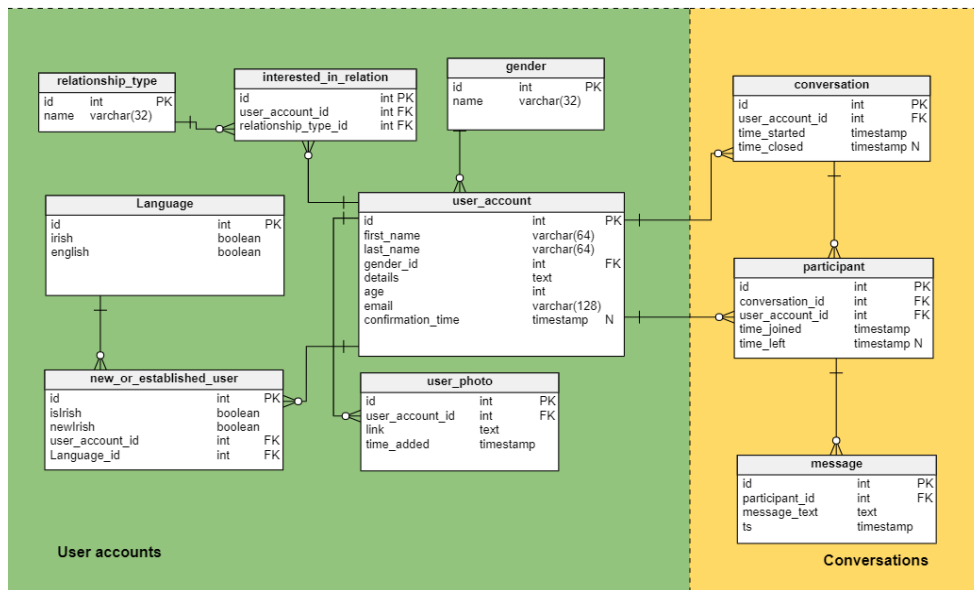 relationship_type
id int PK
name varchar(32)
interested_in_relation
id int PK
user_account_id int FK
relationship_type_id int FK
gender
id int PK
name varchar(32)
conversation
id int PK
user_account_id int FK
time_started timestamp
time_closed timestamp N
Language
id int PK
irish boolean
english boolean
user_account
id int PK
first_name varchar(64)
last_name varchar(64)
gender_id int FK
details text
age int
email varchar(128)
confirmation_time timestamp N
participant
id int PK
conversation_id int FK
user_account_id int FK
time_joined timestamp
time_left timestamp N
new_or_established_user
id int PK
isIrish boolean
newIrish boolean
user_account_id int FK
Language_id int FK
user_photo
id int PK
user_account_id int FK
link text
time_added timestamp
message
id int PK
participant_id int FK
message_text text
ts timestamp
User accounts
Conversations